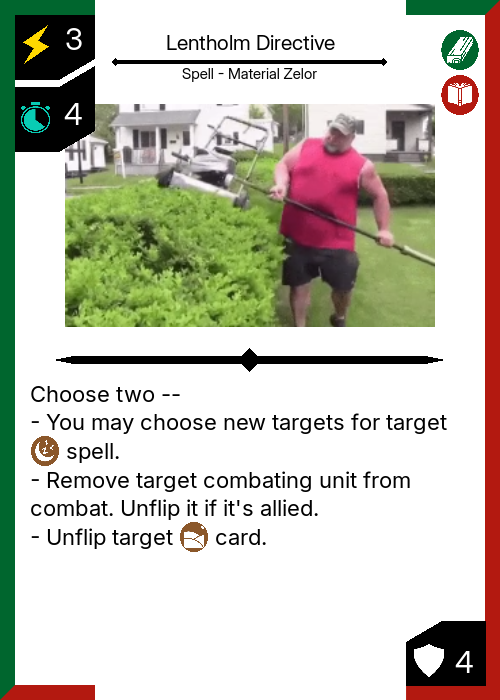 3
Lentholm Directive
Spell - Material Zelor
4
Choose two --
- You may choose new targets for target
spell.
- Remove target combating unit from
combat. Unflip it if it's allied.
- Unflip target card.
4